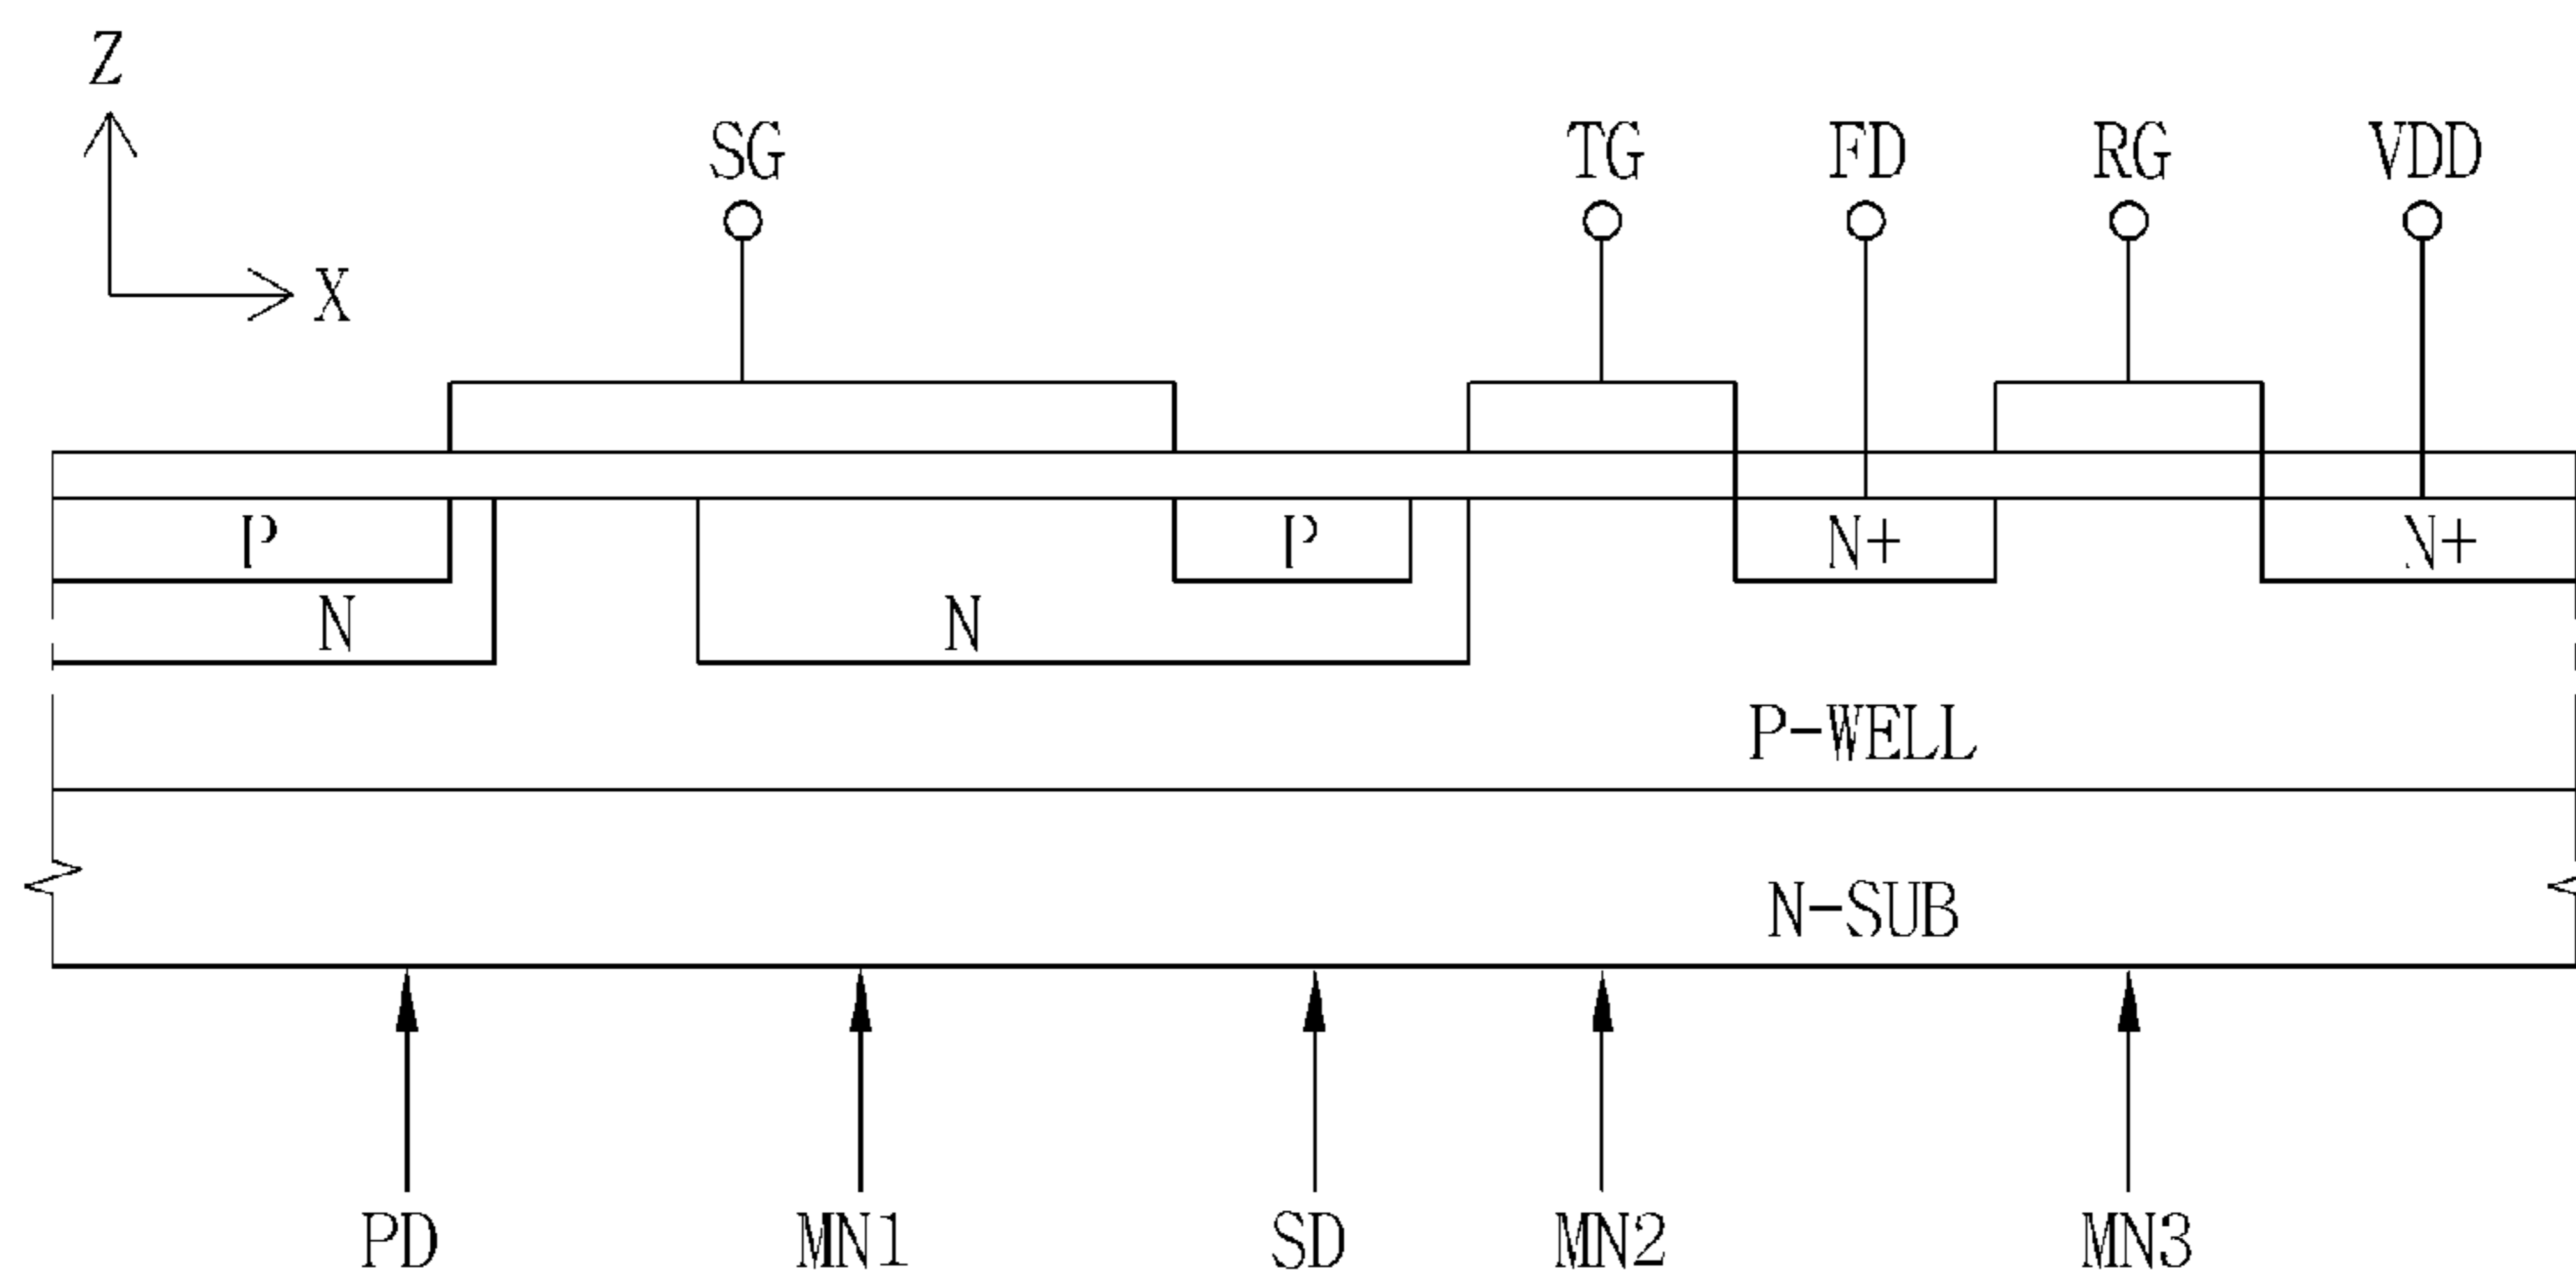 Z
SG TG FD RG VDD
X
P P N+ N+
N N
P-WELL
N-SUB
PD MN1 SD MN2 MN3